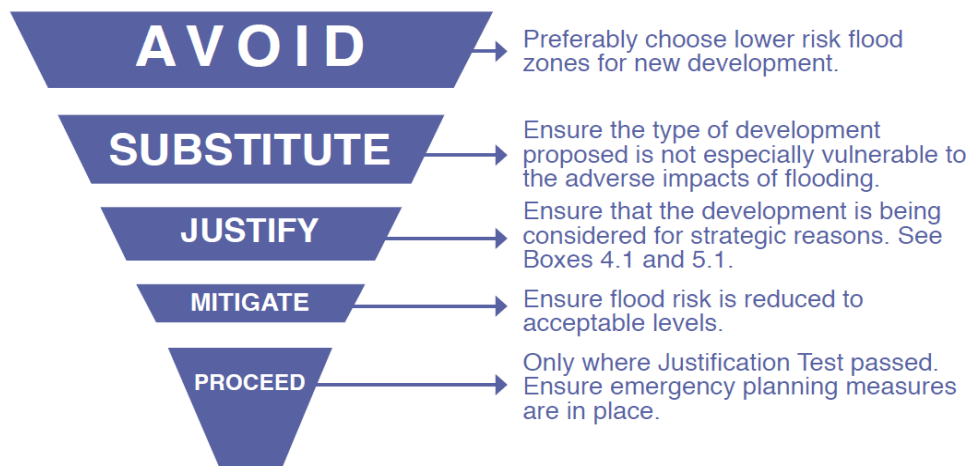 AVOID
Preferably choose lower risk flood
zones for new development.
SUBSTITUTE
Ensure the type of development
proposed is not especially vulnerable to
the adverse impacts of flooding.
JUSTIFY
Ensure that the development is being
considered for strategic reasons. See
Boxes 4.1 and 5.1.
MITIGATE
Ensure flood risk is reduced to
acceptable levels.
PROCEED
Only where Justification Test passed.
Ensure emergency planning measures
are in place.